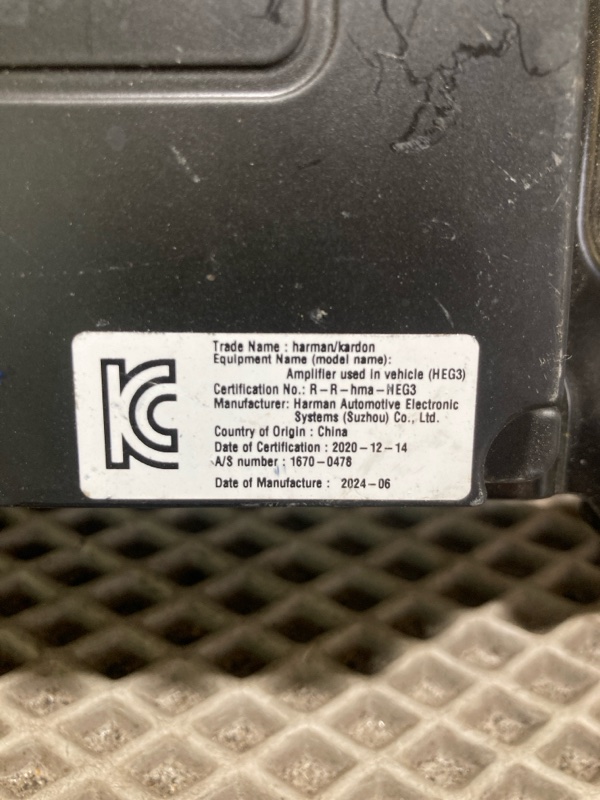 KC
Trade Name : harman/kardon
Equipment Name (model name):
Amplifier used in vehicle (HEG3)
Certification No.: R-R-hma-HEG3
Manufacturer: Harman Automotive Electronic
Systems (Suzhou) Co., Ltd.
Country of Origin : China
Date of Certification : 2020-12-14
A/S number : 1670-0478
Date of Manufacture : 2024-06